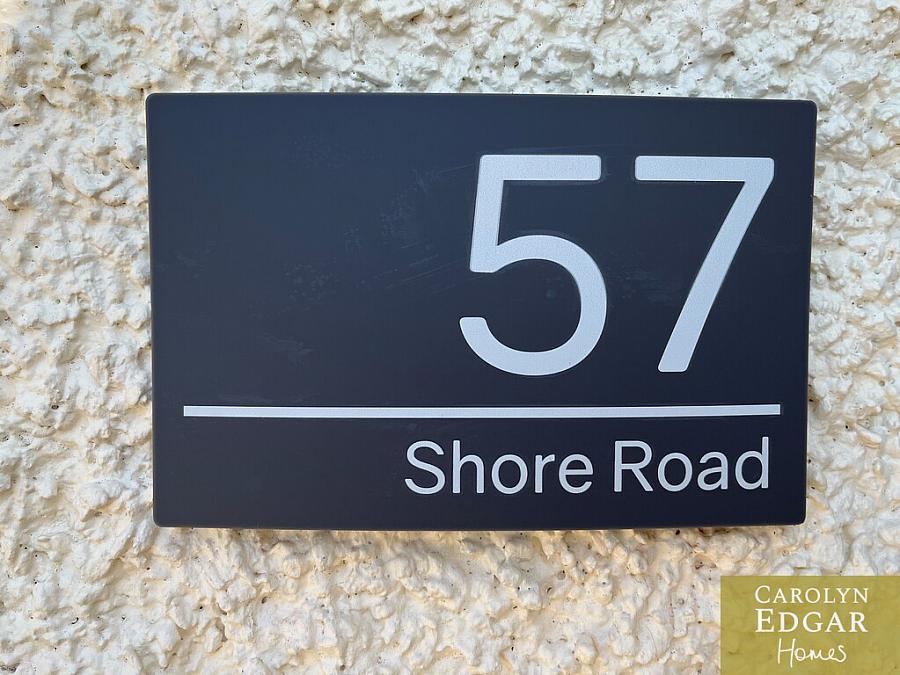 57
Shore Road
CAROLYN
EDGAR
Homes